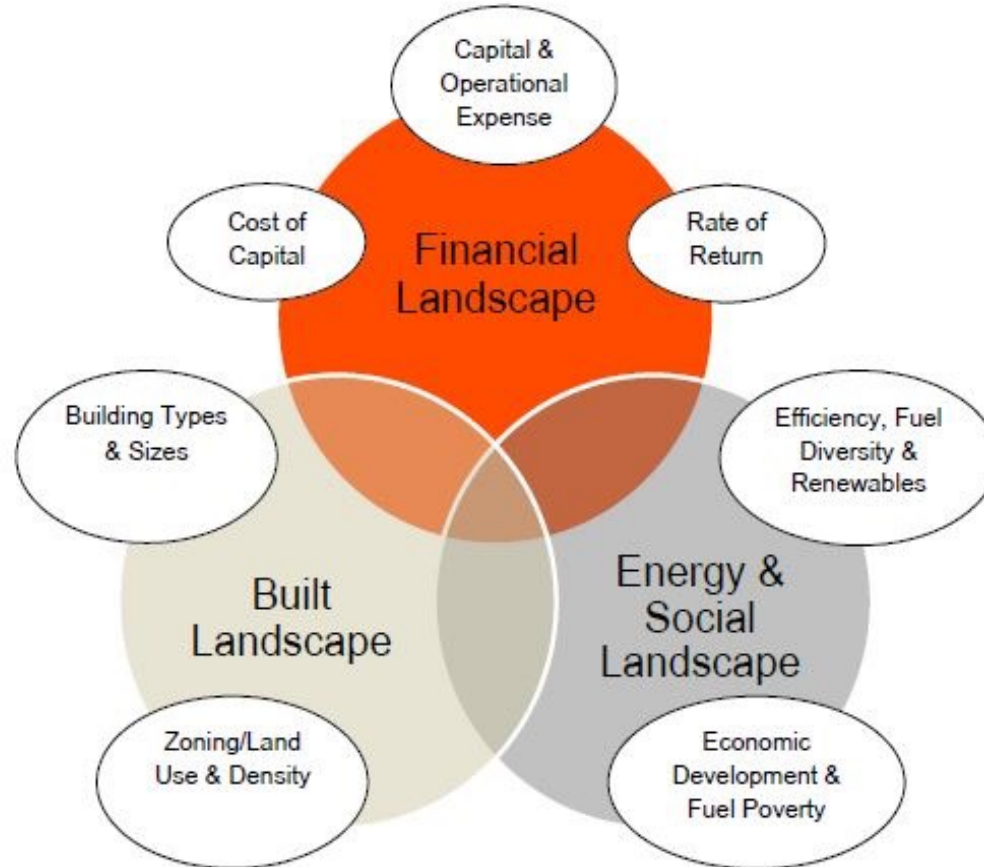 Capital &
Operational
Expense
Cost of
Capital
Rate of
Return
Financial
Landscape
Building Types
& Sizes
Efficiency, Fuel
Diversity &
Renewables
Built
Landscape
Energy &
Social
Landscape
Zoning/Land
Use & Density
Economic
Development &
Fuel Poverty